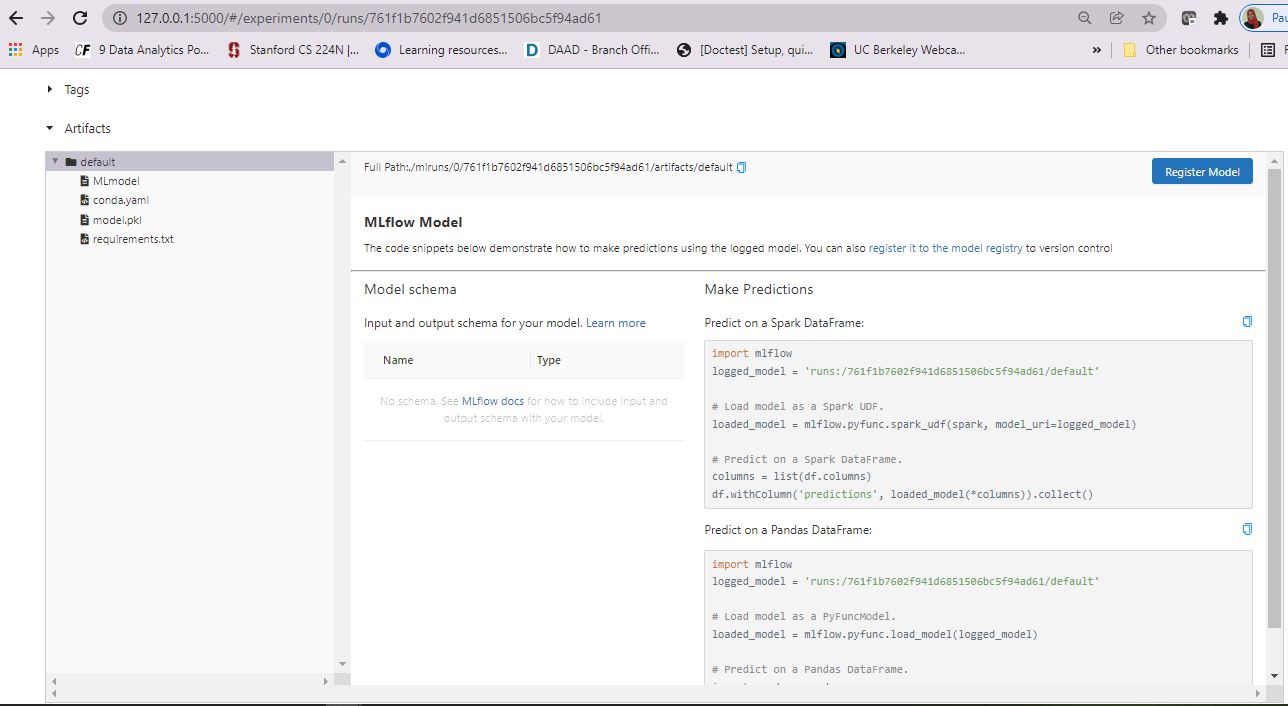 127.0.0.1:5000/#/experiments/0/runs/761f1b7602f941d6851506bc5f94ad61
Pau
Apps
CF 9 Data Analytics Po...
Stanford CS 224N |...
Learning resources...
D DAAD - Branch Offi...
[Doctest] Setup, qui...
UC Berkeley Webca...
»
Other bookmarks
Tags
Artifacts
default
MLmodel
conda.yaml
model.pkl
requirements.txt
Full Path:./mlruns/0/761f1b7602f941d6851506bc5f94ad61/artifacts/default
Register Model
MLflow Model
The code snippets below demonstrate how to make predictions using the logged model. You can also register it to the model registry to version control
Model schema
Input and output schema for your model. Learn more
Name Type
No schema. See MLflow docs for how to include input and
output schema with your model.
Make Predictions
Predict on a Spark DataFrame:
import mlflow
logged_model = 'runs:/761f1b7602f941d6851506bc5f94ad61/default'
# Load model as a Spark UDF.
loaded_model = mlflow.pyfunc.spark_udf(spark, model_uri=logged_model)
# Predict on a Spark DataFrame.
columns = list(df.columns)
df.withColumn('predictions', loaded_model(*columns)).collect()
Predict on a Pandas DataFrame:
import mlflow
logged_model = 'runs:/761f1b7602f941d6851506bc5f94ad61/default'
# Load model as a PyFuncModel.
loaded_model = mlflow.pyfunc.load_model(logged_model)
# Predict on a Pandas DataFrame.